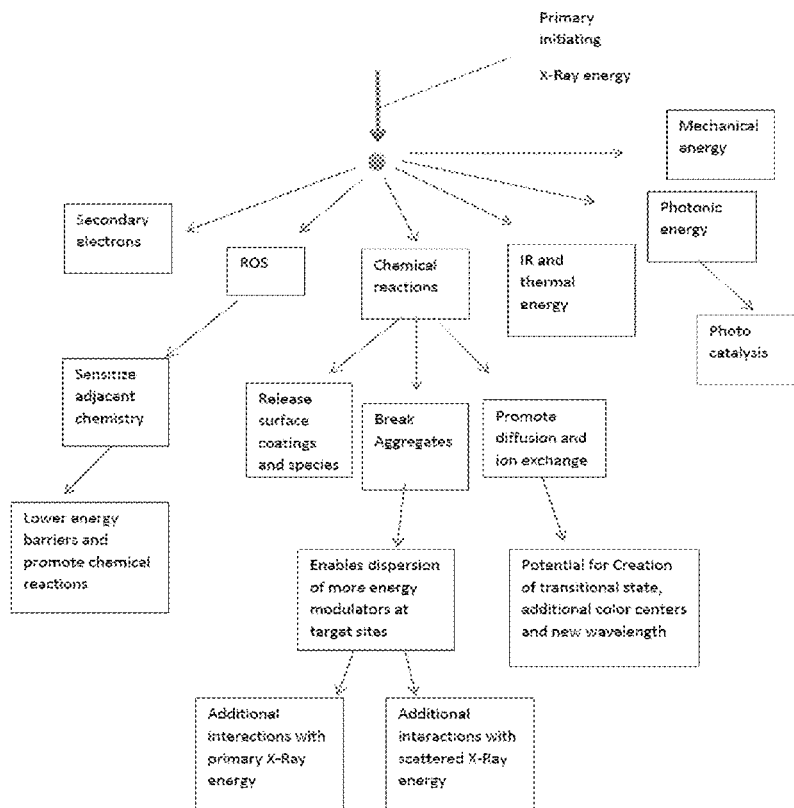 Primary
initiating
X-Ray energy
Mechanical
energy
Secondary
electrons
ROS
Chemical
reactions
IR and
thermal
energy
Photonic
energy
Photo
catalysis
Sensitize
adjacent
chemistry
Release
surface
coatings
and species
Break
Aggregates
Promote
diffusion and
ion exchange
Lower energy
barriers and
promote chemical
reactions
Enables dispersion
of more energy
modulators at
target sites
Potential for Creation
of transitional state,
additional color centers
and new wavelength
Additional
interactions with
primary X-Ray
energy
Additional
interactions with
scattered X-Ray
energy